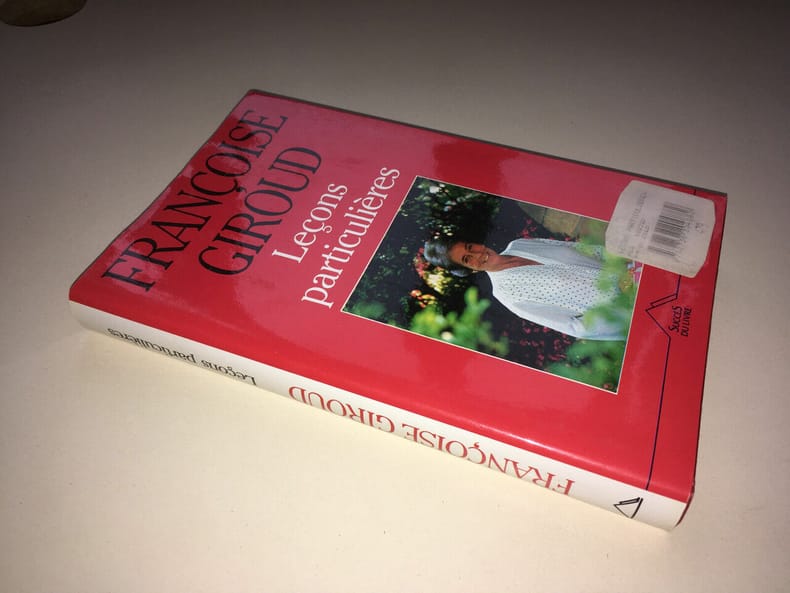 FRANÇOISE
GIROUD
Leçons
particulières
SUCCÈS
DU LIVRE
Leçons particulières
FRANÇOISE GIROUD